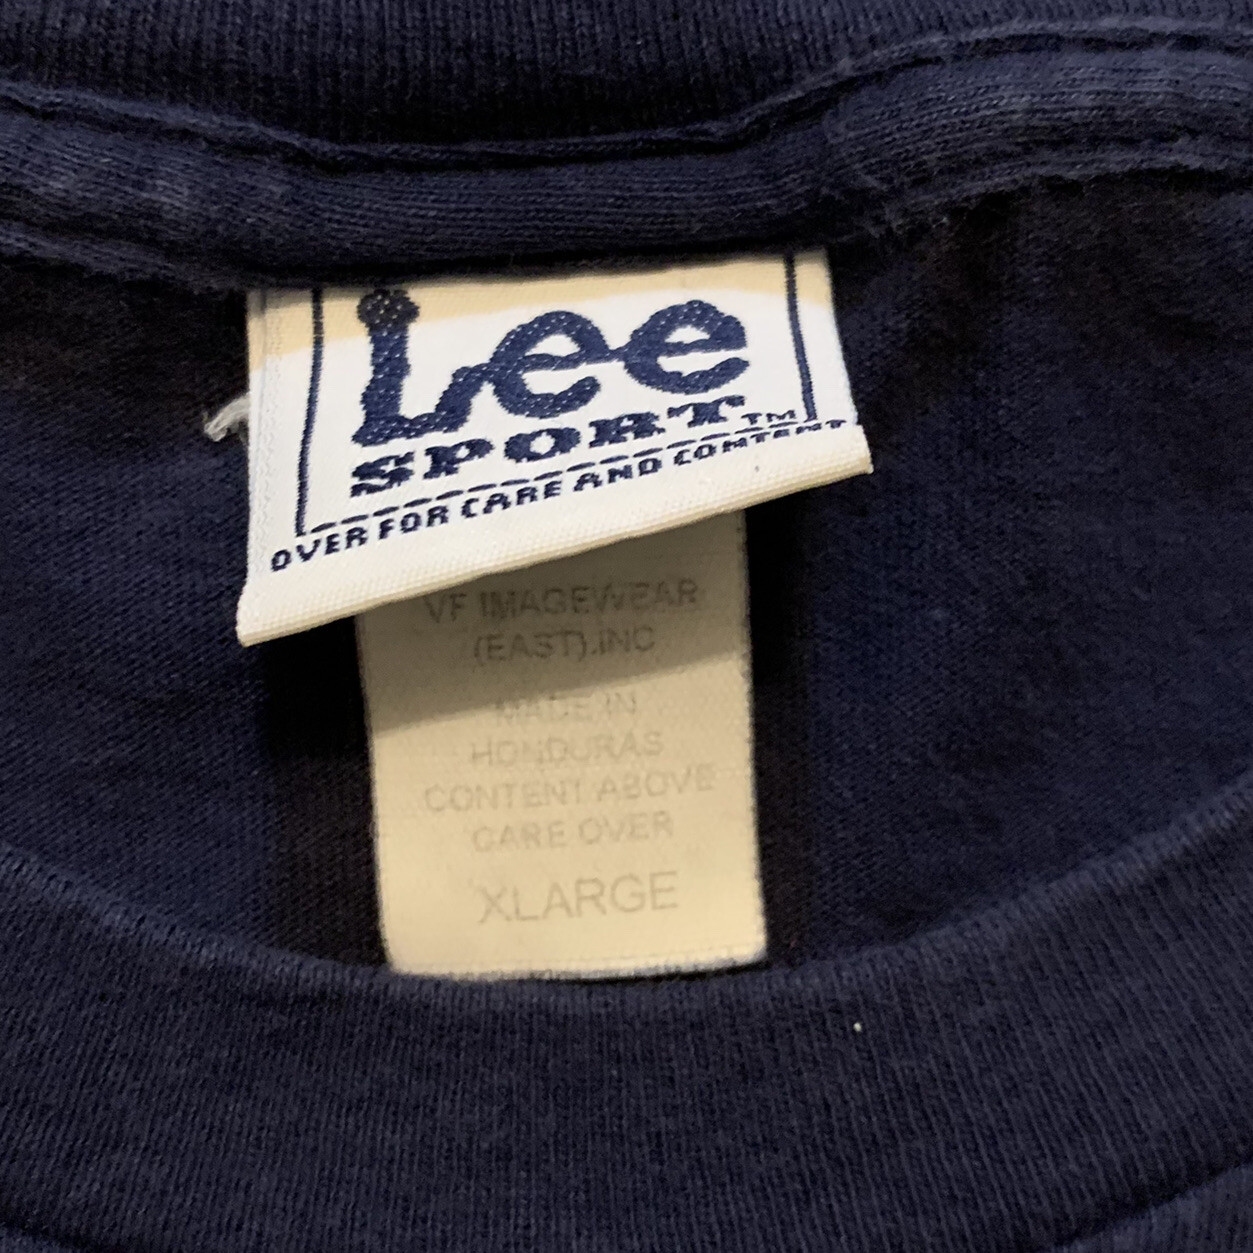 Lee
SPORT™
OVER FOR CARE AND CONTENT
VF IMAGEWEAR
(EAST).INC
MADE IN
HONDURAS
CONTENT ABOVE
CARE OVER
XLARGE